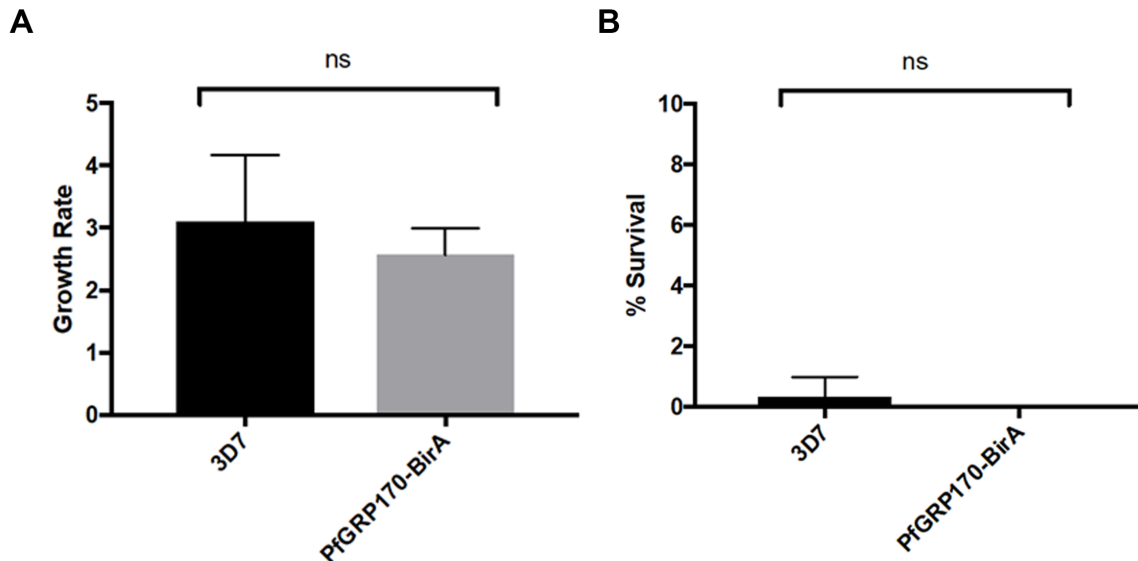 A
ns
5
4
3
2
1
0
Growth Rate
3D7
PfGRP170-BirA
B
ns
10
8
6
4
2
0
% Survival
3D7
PfGRP170-BirA